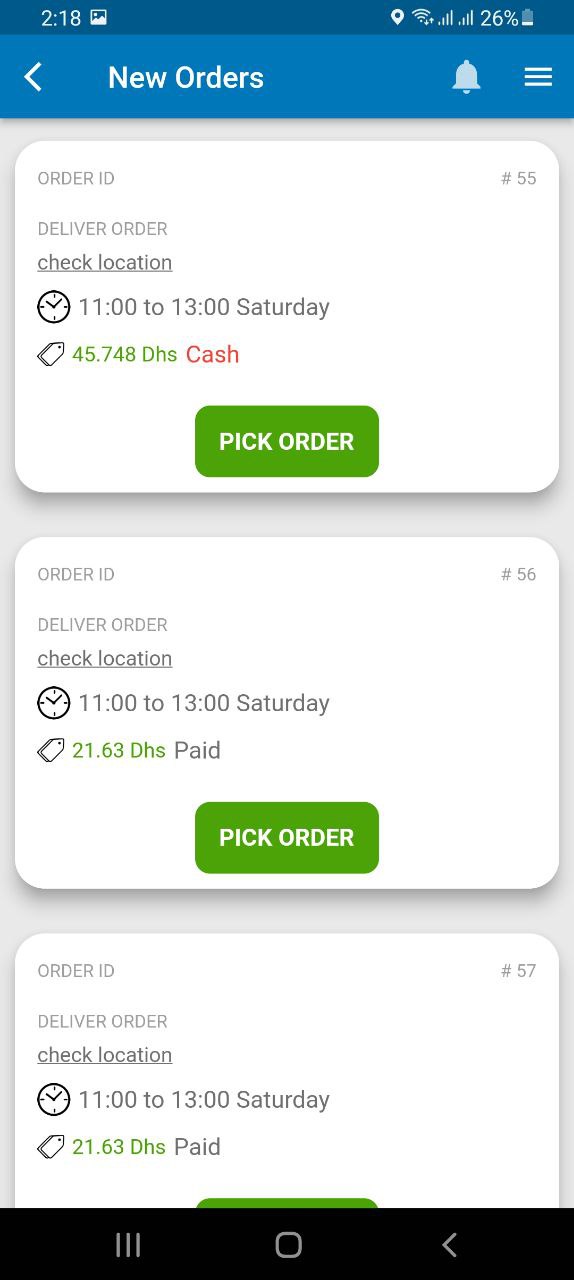 2:18 26%
New Orders
ORDER ID # 55
DELIVER ORDER
check location
11:00 to 13:00 Saturday
45.748 Dhs Cash
PICK ORDER
ORDER ID # 56
DELIVER ORDER
check location
11:00 to 13:00 Saturday
21.63 Dhs Paid
PICK ORDER
ORDER ID # 57
DELIVER ORDER
check location
11:00 to 13:00 Saturday
21.63 Dhs Paid